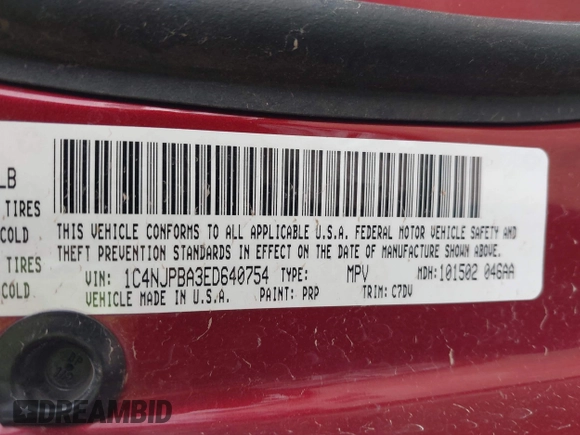 LB
TIRES
THIS VEHICLE CONFORMS TO ALL APPLICABLE U.S.A. FEDERAL MOTOR VEHICLE SAFETY AND
COLD
THEFT PREVENTION STANDARDS IN EFFECT ON THE DATE OF MANUFACTURE SHOWN ABOVE.
TIRES
VIN: 1C4NJPBA3ED640754 TYPE: MPV MDH: 101502 046AA
COLD
VEHICLE MADE IN U.S.A. PAINT: PRP TRIM: C7DV
DREAMBID